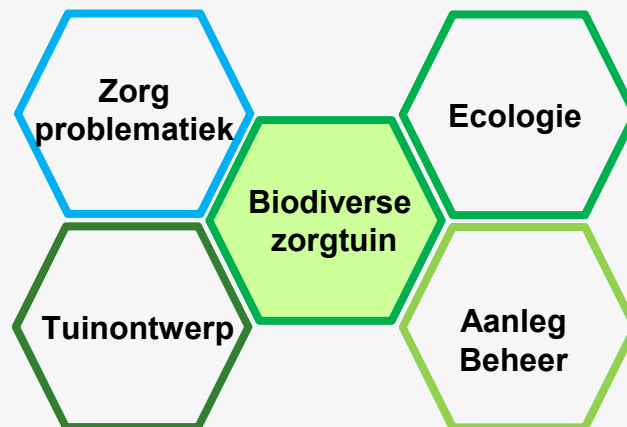 Zorg
problematiek
Ecologie
Biodiverse
zorgtuin
Tuinontwerp
Aanleg
Beheer